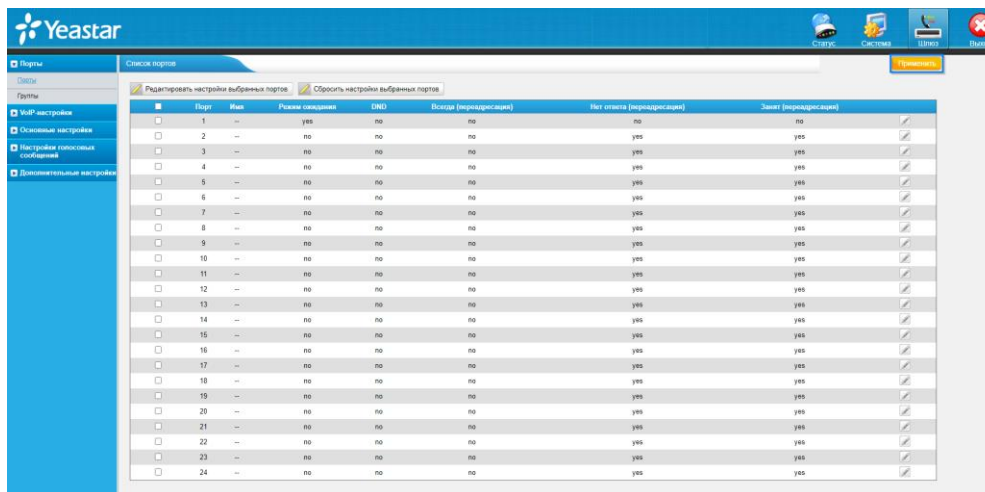 Yeastar
Статус Система Шлюз Вых
Порты
Порты
Группы
VoIP-настройки
Основные настройки
Настройки голосовых
сообщений
Дополнительные настройки
Список портов
Применить
Редактировать настройки выбранных портов Сбросить настройки выбранных портов
Порт Имя Режим ожидания DND Всегда (переадресация) Нет ответа (переадресация) Занят (переадресация)
1 -- yes no no no no
2 -- no no no yes yes
3 -- no no no yes yes
4 -- no no no yes yes
5 -- no no no yes yes
6 -- no no no yes yes
7 -- no no no yes yes
8 -- no no no yes yes
9 -- no no no yes yes
10 -- no no no yes yes
11 -- no no no yes yes
12 -- no no no yes yes
13 -- no no no yes yes
14 -- no no no yes yes
15 -- no no no yes yes
16 -- no no no yes yes
17 -- no no no yes yes
18 -- no no no yes yes
19 -- no no no yes yes
20 -- no no no yes yes
21 -- no no no yes yes
22 -- no no no yes yes
23 -- no no no yes yes
24 -- no no no yes yes